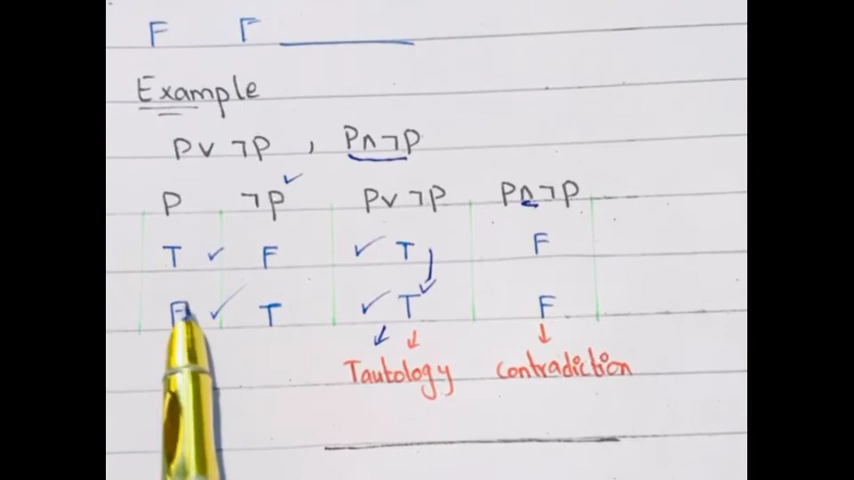 F F
Example
P∨ ¬P , P∧¬P
P ¬P P∨ ¬P P∧¬P
T F T F
F T T F
Tautology contradiction